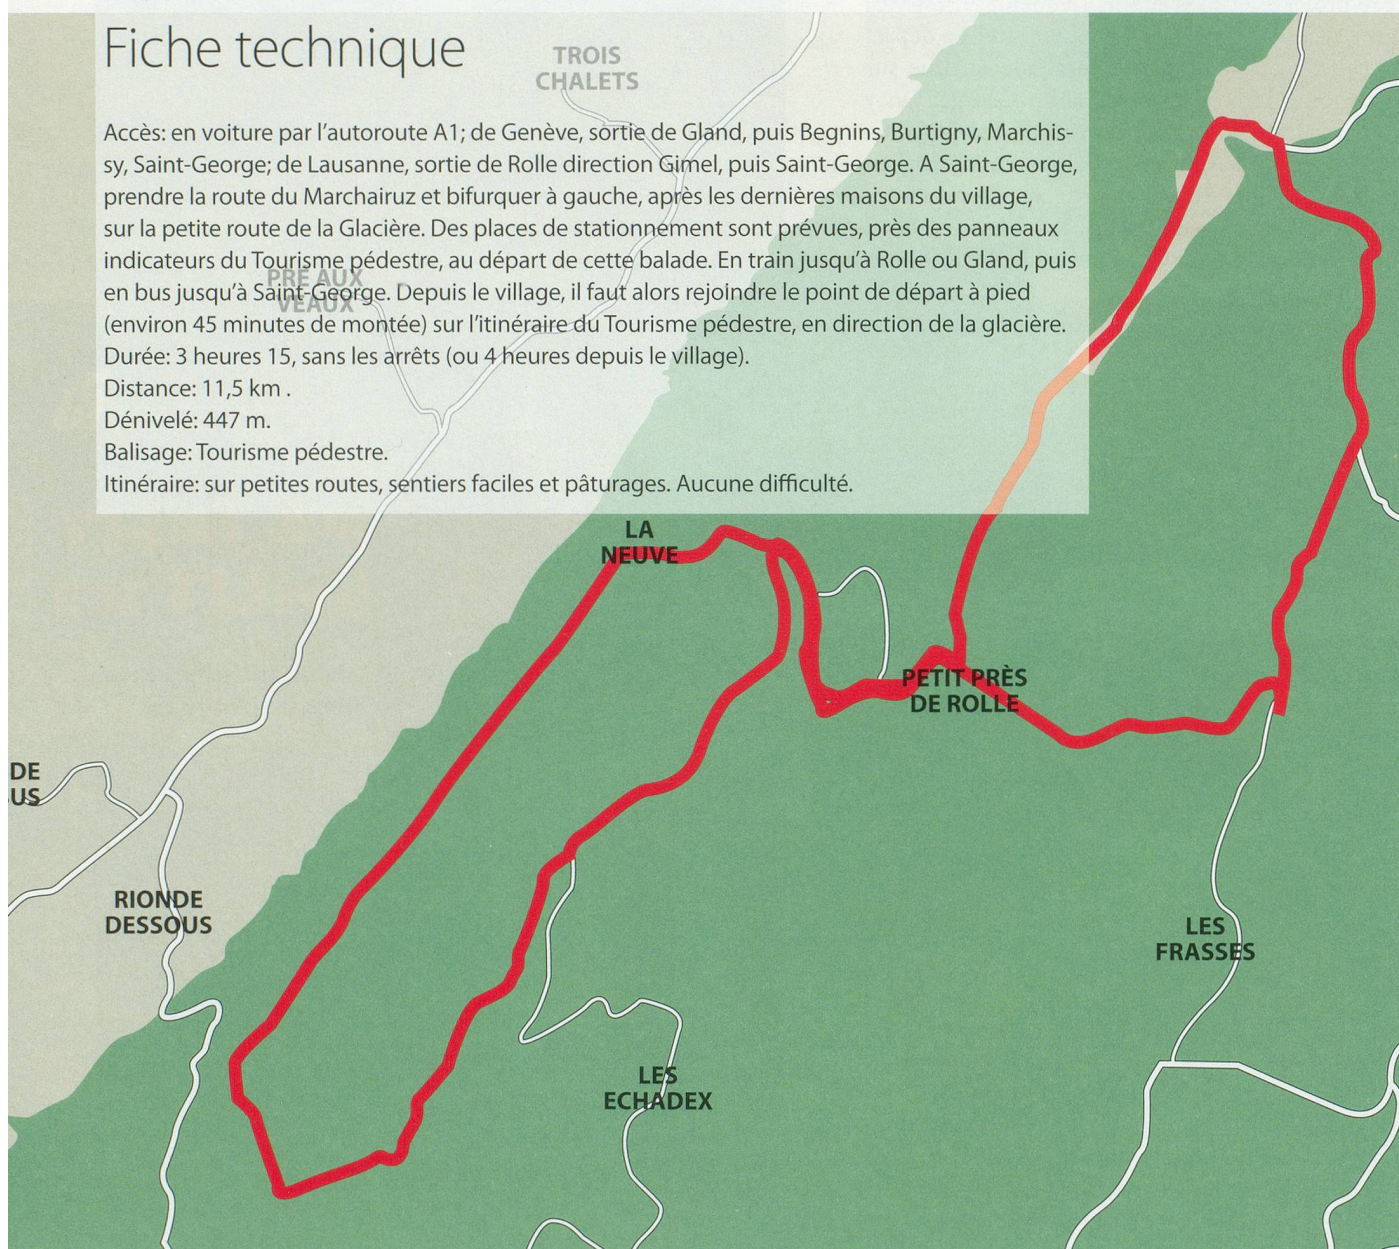 Fiche technique
TROIS
CHALETS
Accès: en voiture par l'autoroute A1; de Genève, sortie de Gland, puis Begnins, Burtigny, Marchis-
sy, Saint-George; de Lausanne, sortie de Rolle direction Gimel, puis Saint-George. A Saint-George,
prendre la route du Marchairuz et bifurquer à gauche, après les dernières maisons du village,
sur la petite route de la Glacière. Des places de stationnement sont prévues, près des panneaux
indicateurs du Tourisme pédestre, au départ de cette balade. En train jusqu'à Rolle ou Gland, puis
en bus jusqu'à Saint-George. Depuis le village, il faut alors rejoindre le point de départ à pied
(environ 45 minutes de montée) sur l'itinéraire du Tourisme pédestre, en direction de la glacière.
Durée: 3 heures 15, sans les arrêts (ou 4 heures depuis le village).
Distance: 11,5 km .
Dénivelé: 447 m.
Balisage: Tourisme pédestre.
Itinéraire: sur petites routes, sentiers faciles et pâturages. Aucune difficulté.
PRÉ AUX
VEAUX
LA
NEUVE
PETIT PRÈS
DE ROLLE
DE
US
RIONDE
DESSOUS
LES
FRASSES
LES
ECHADEX